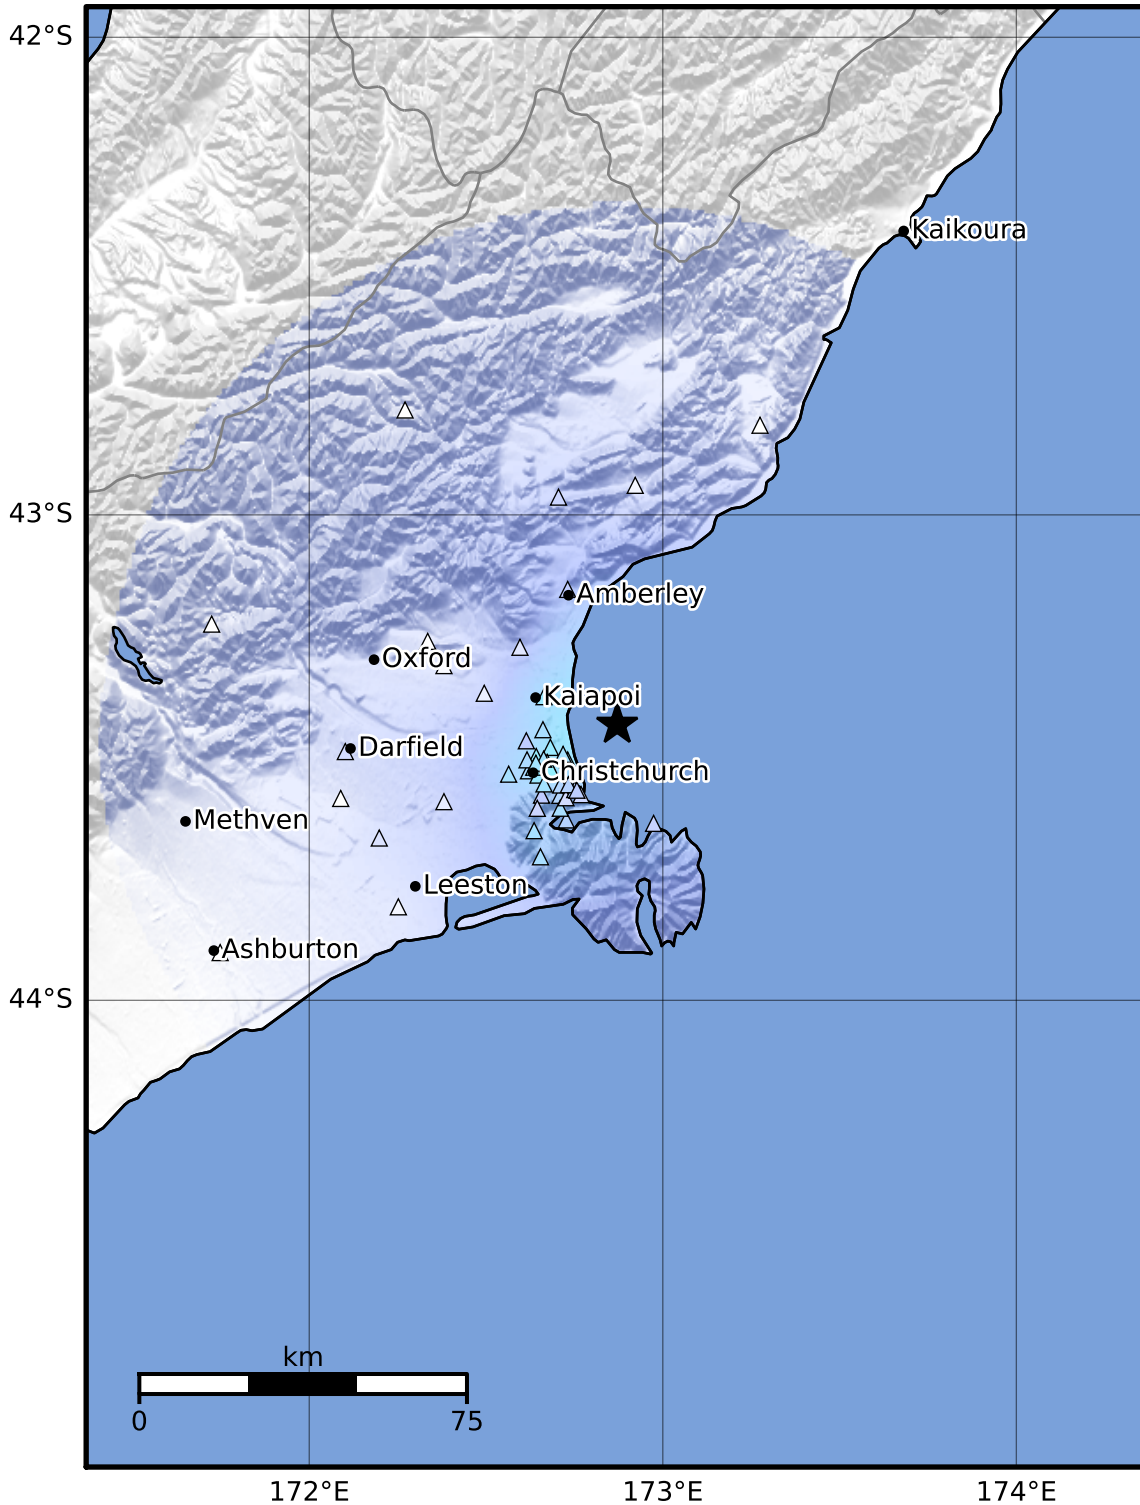 42°S
Kaikoura
43°S
Amberley
Oxford
Kaiapoi
Darfield
Christchurch
Methven
Leeston
Ashburton
44°S
km
0 75
172°E 173°E 174°E